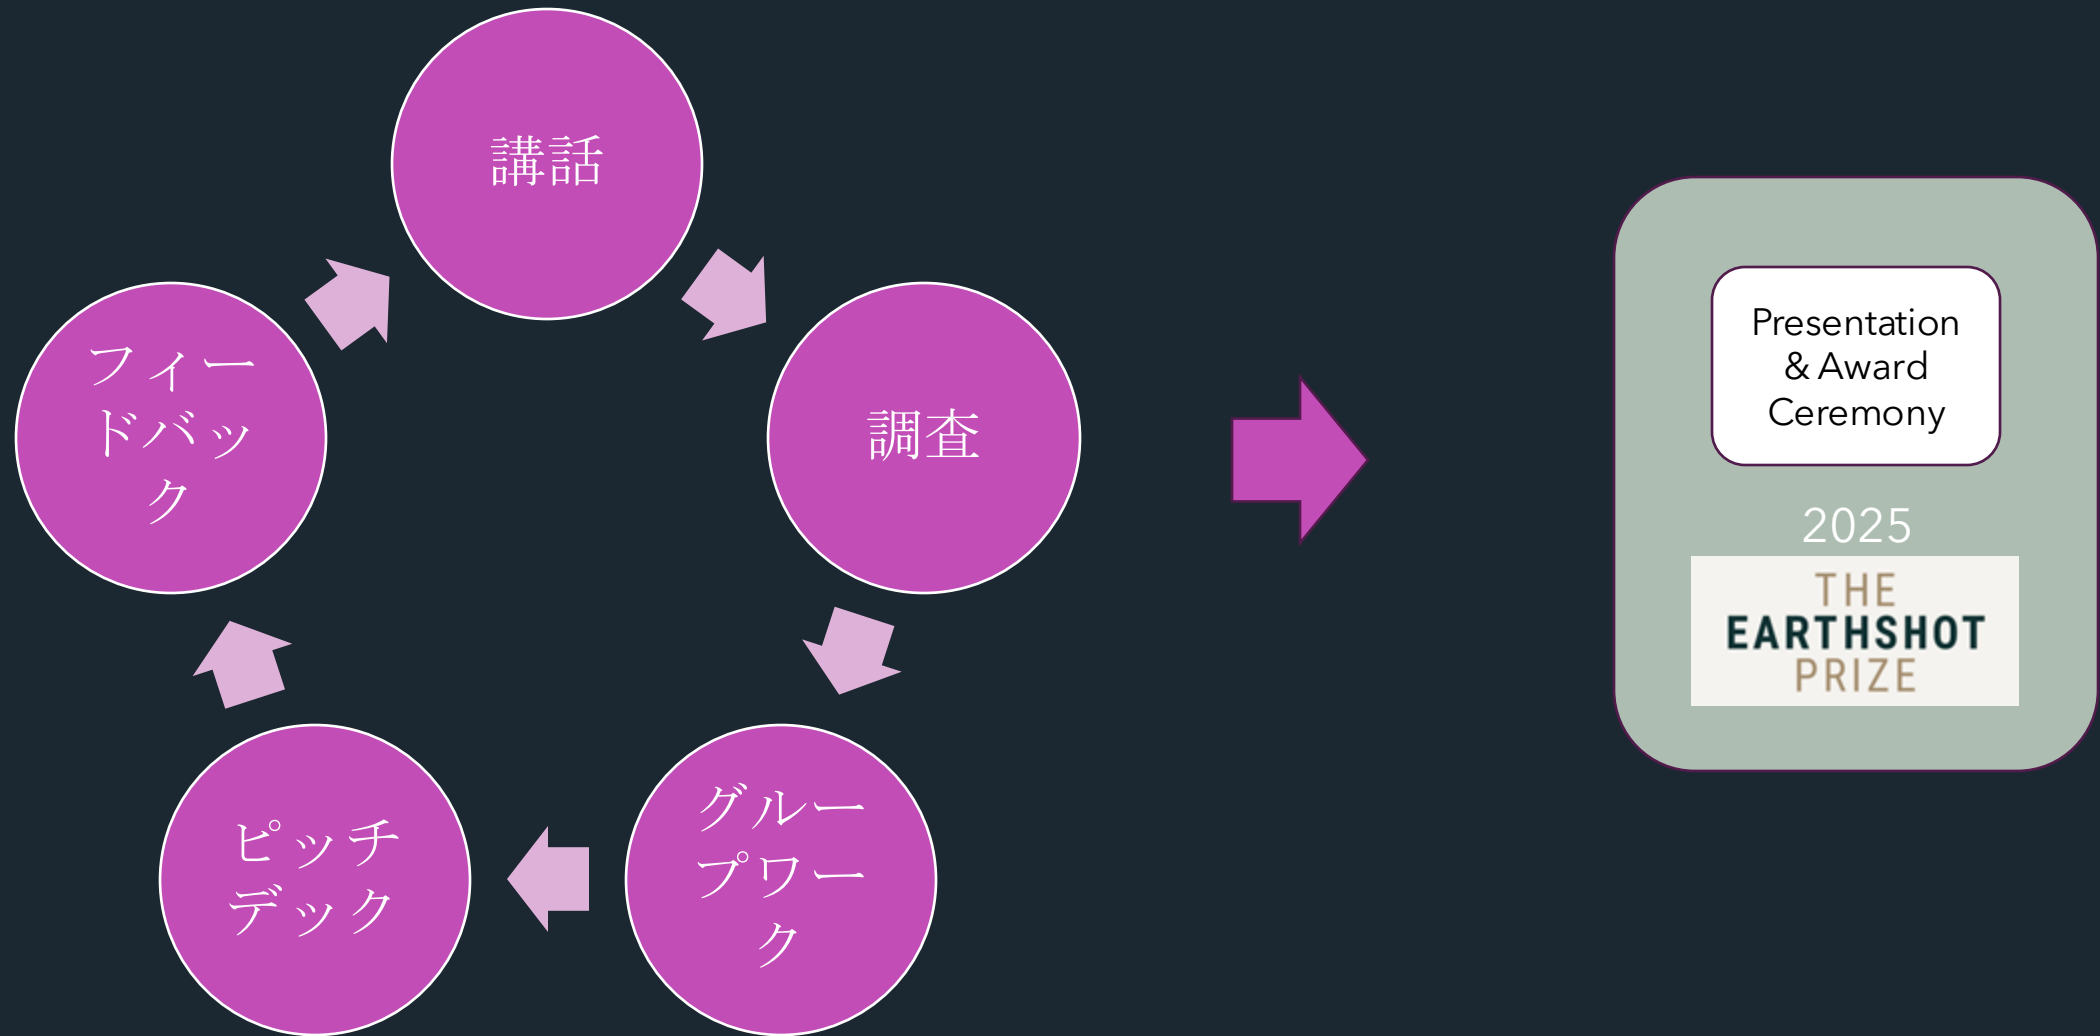 講話
調査
グルー
プワー
ク
ピッチ
デック
フィー
ドバッ
ク
Presentation
& Award
Ceremony
2025
THE
EARTHSHOT
PRIZE